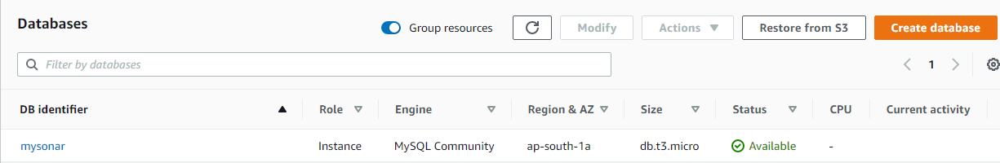 Databases
Group resources
Modify
Actions
Restore from S3
Create database
Filter by databases
1
DB identifier Role Engine Region & AZ Size Status CPU Current activity
mysonar Instance MySQL Community ap-south-1a db.t3.micro Available -